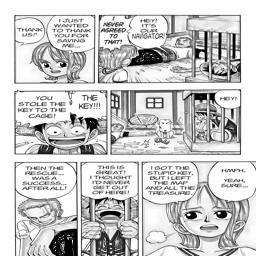 THANK
YOU?
I JUST
WANTED
TO THANK
YOU FOR
SAVING
ME...
NEVER
AGREED
TO
THAT!
HEY!
IT'S
OUR
NAVIGATOR!
YOU
STOLE THE
KEY TO THE
CAGE!
THE
KEY!!!
HEY!
THEN THE
RESCUE...
WAS A
SUCCESS...
AFTER ALL!
THIS IS
GREAT!
I THOUGHT
I'D NEVER
GET OUT
OF HERE!
I GOT THE
STUPID KEY,
BUT I LEFT
THE MAP
AND ALL THE
TREASURE.
HMPH.
YEAH,
SURE...